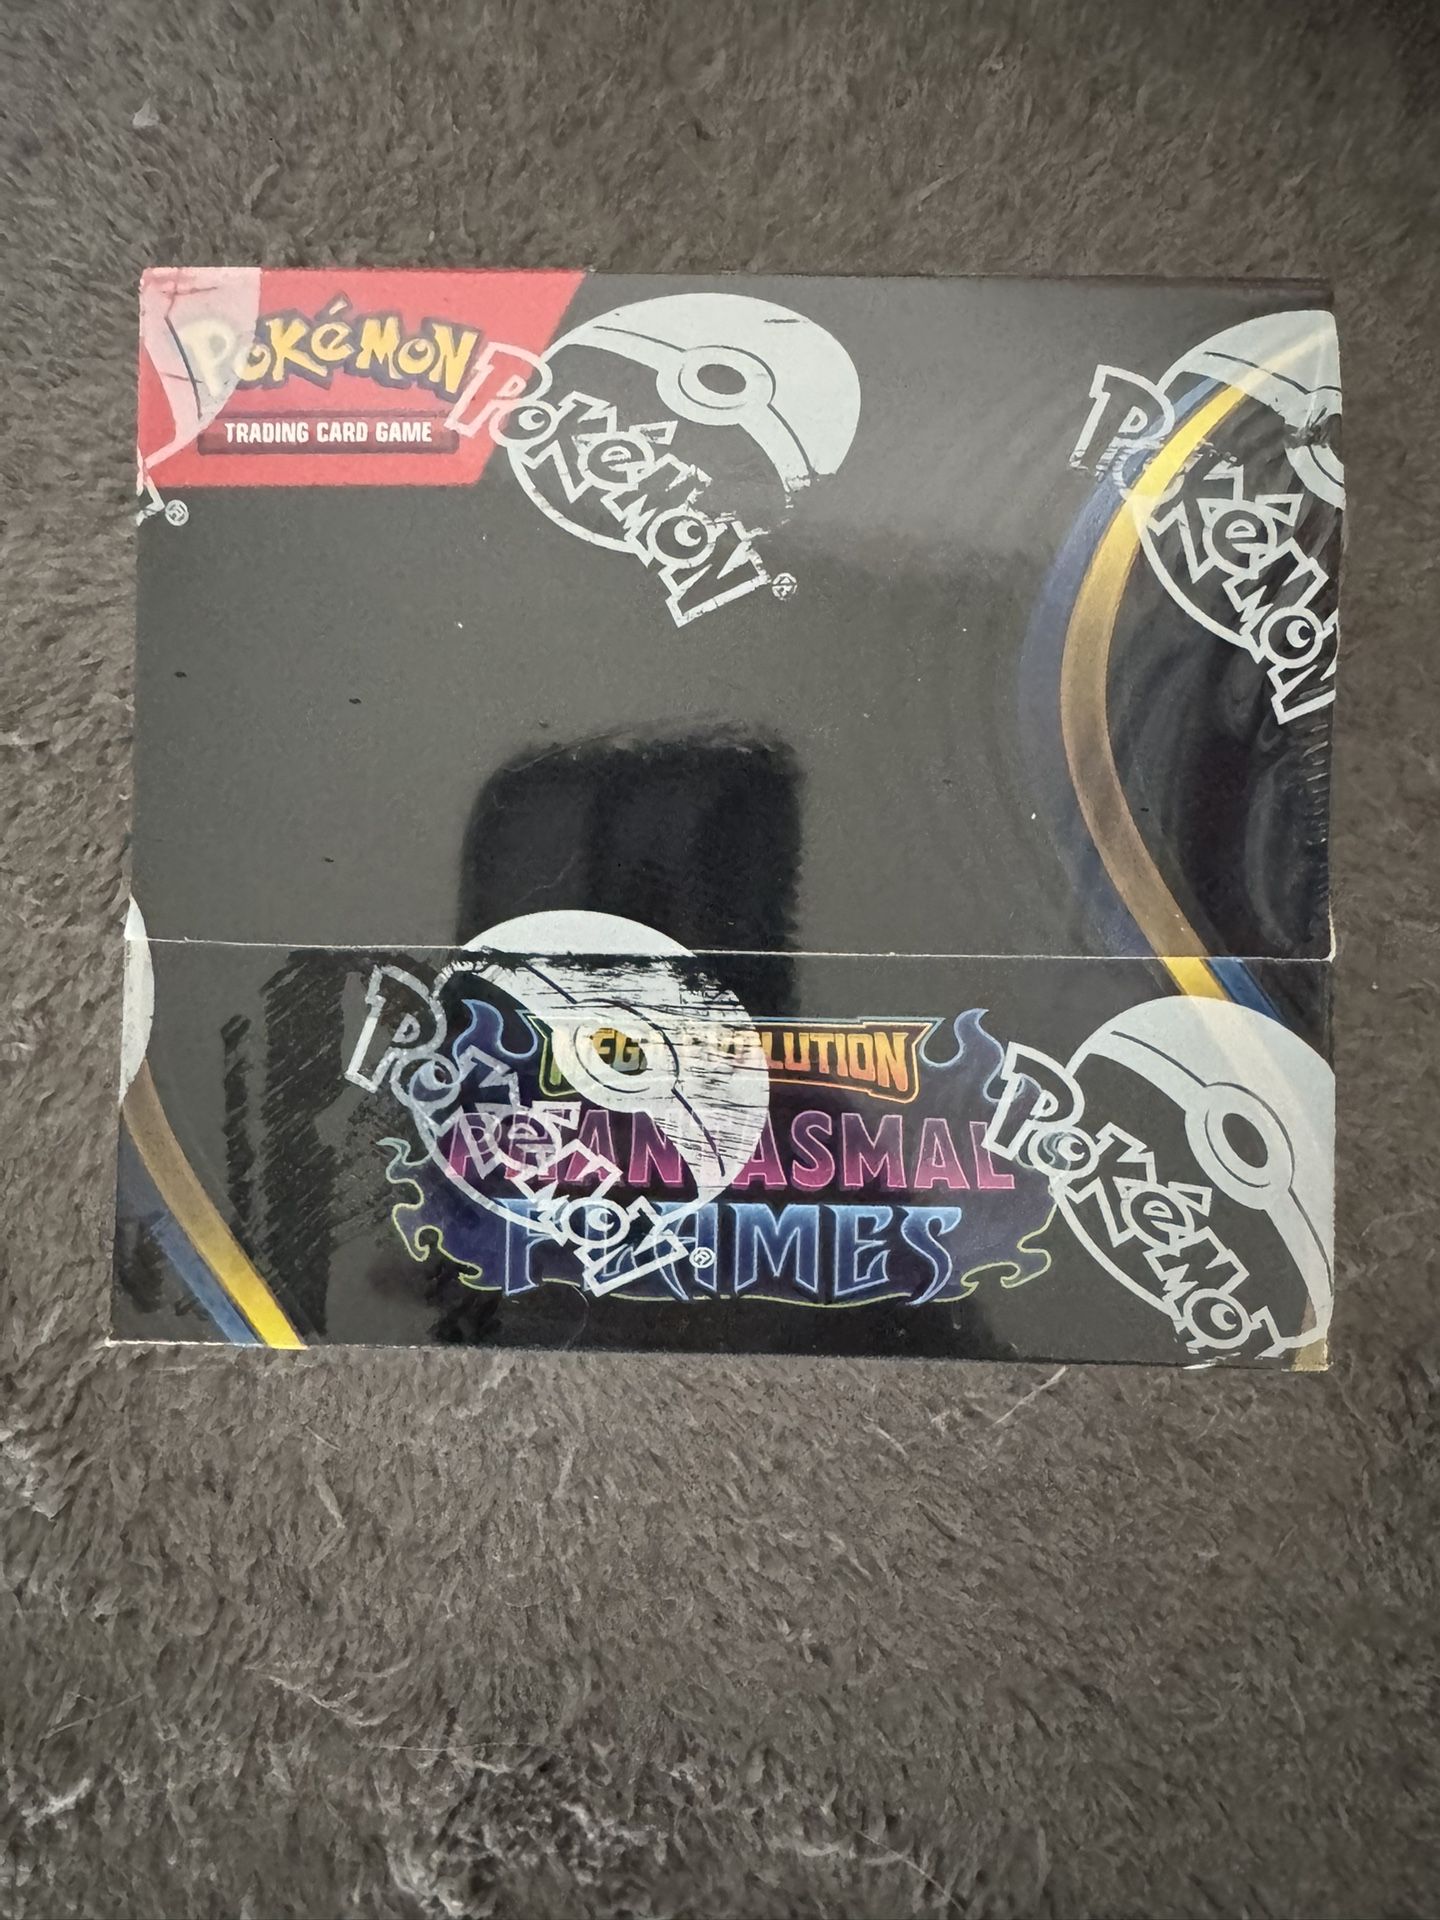 POKéMON
TRADING CARD GAME
POKéMON®
POKéMON
®
MEGA EVOLUTION
PHANTASMAL
FLAMES
POKéMON®
POKéMON